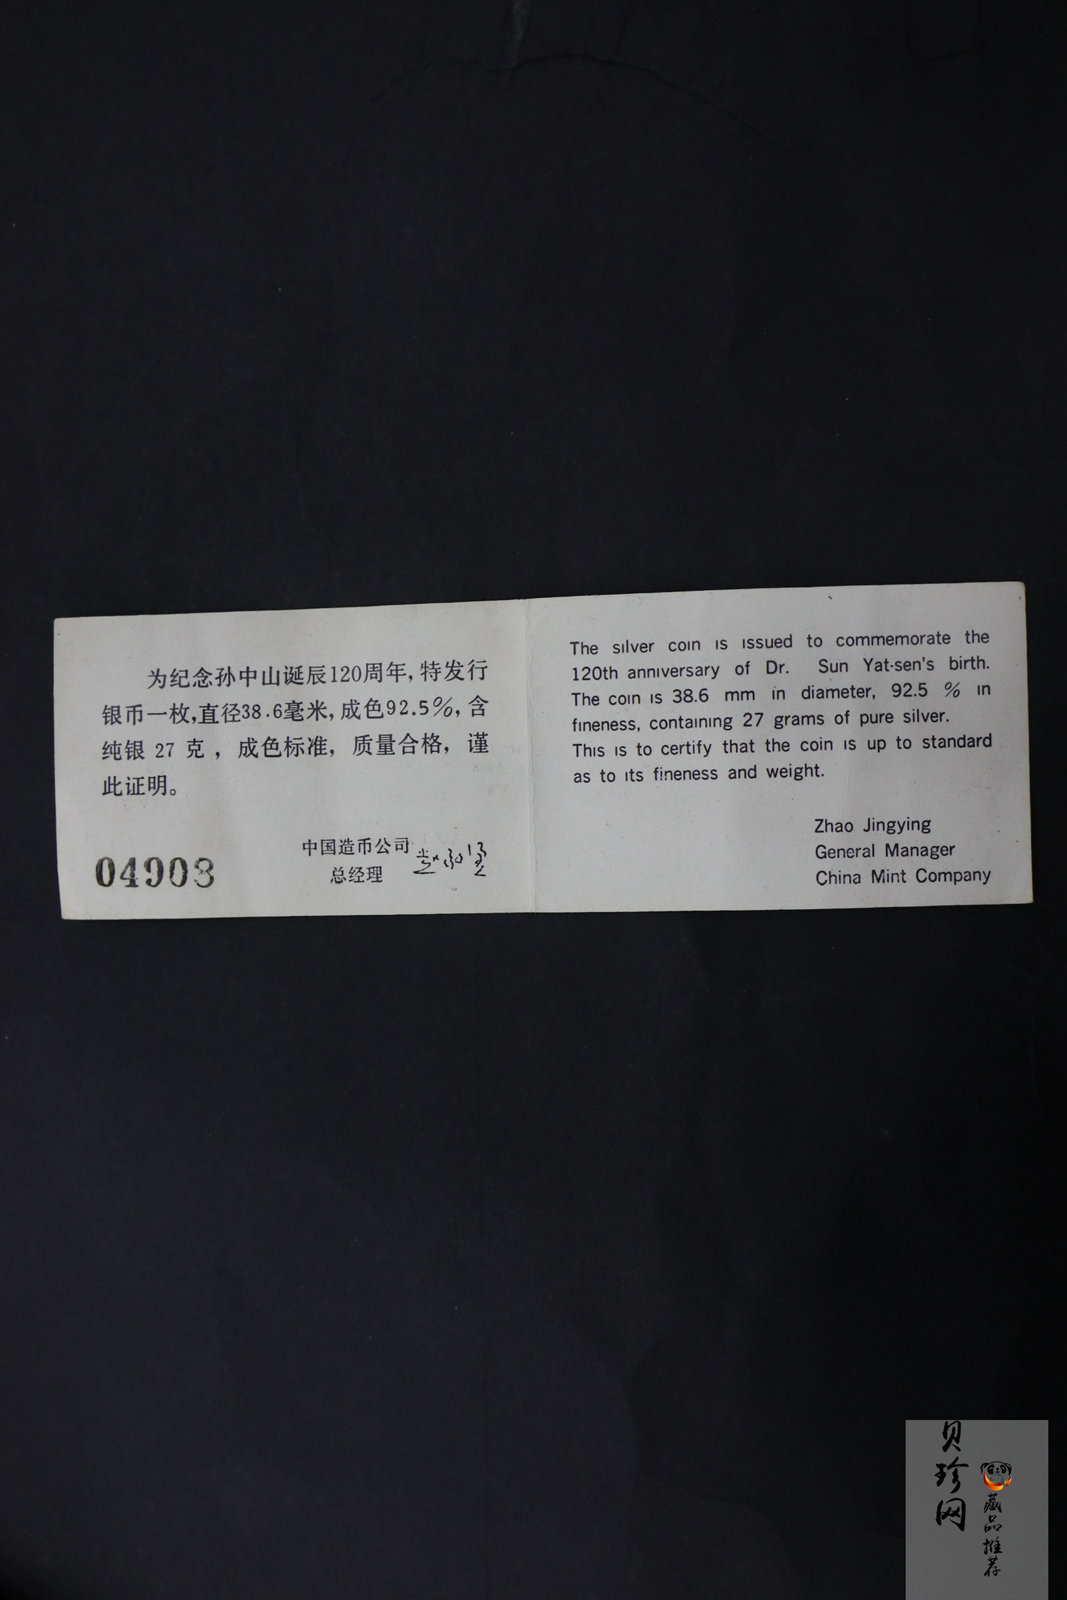 为纪念孙中山诞辰120周年,特发行
银币一枚,直径38.6毫米,成色92.5%,含
纯银 27 克，成色标准，质量合格，谨
此证明。
中国造币公司
总经理
04903
The silver coin is issued to commemorate the
120th anniversary of Dr. Sun Yat-sen's birth.
The coin is 38.6 mm in diameter, 92.5 % in
fineness, containing 27 grams of pure silver.
This is to certify that the coin is up to standard
as to its fineness and weight.
Zhao Jingying
General Manager
China Mint Company
贝珍网
藏品推荐